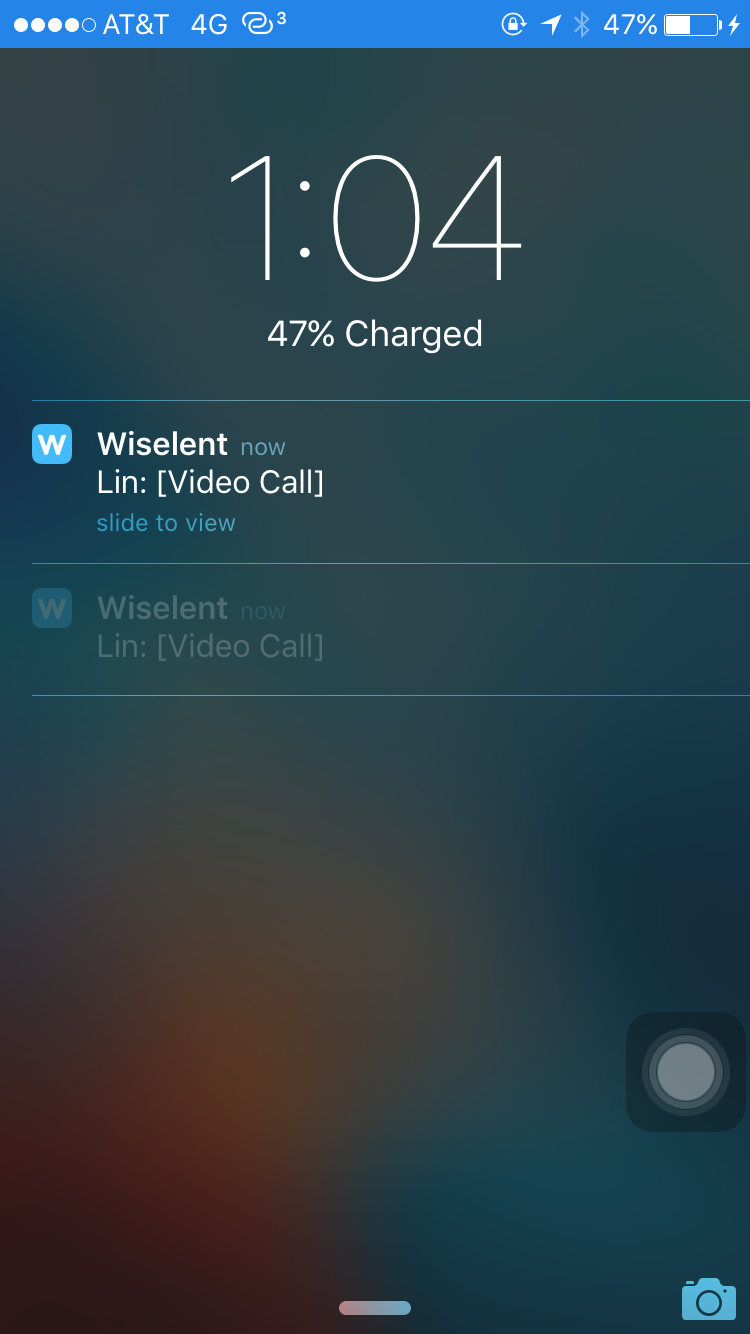 AT&T 4G 3 47%
1:04
47% Charged
W Wiselent now
Lin: [Video Call]
slide to view
W Wiselent now
Lin: [Video Call]